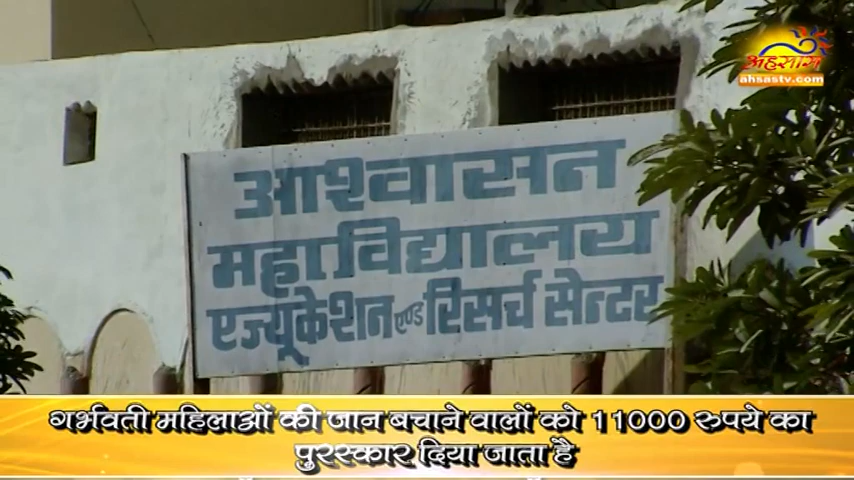 अहसास
ahsastv.com
आश्वासन
महाविद्यालय
एज्यूकेशन एण्ड रिसर्च सेन्टर
गर्भवती महिलाओं की जान बचाने वालों को 11000 रुपये का
पुरस्कार दिया जाता है